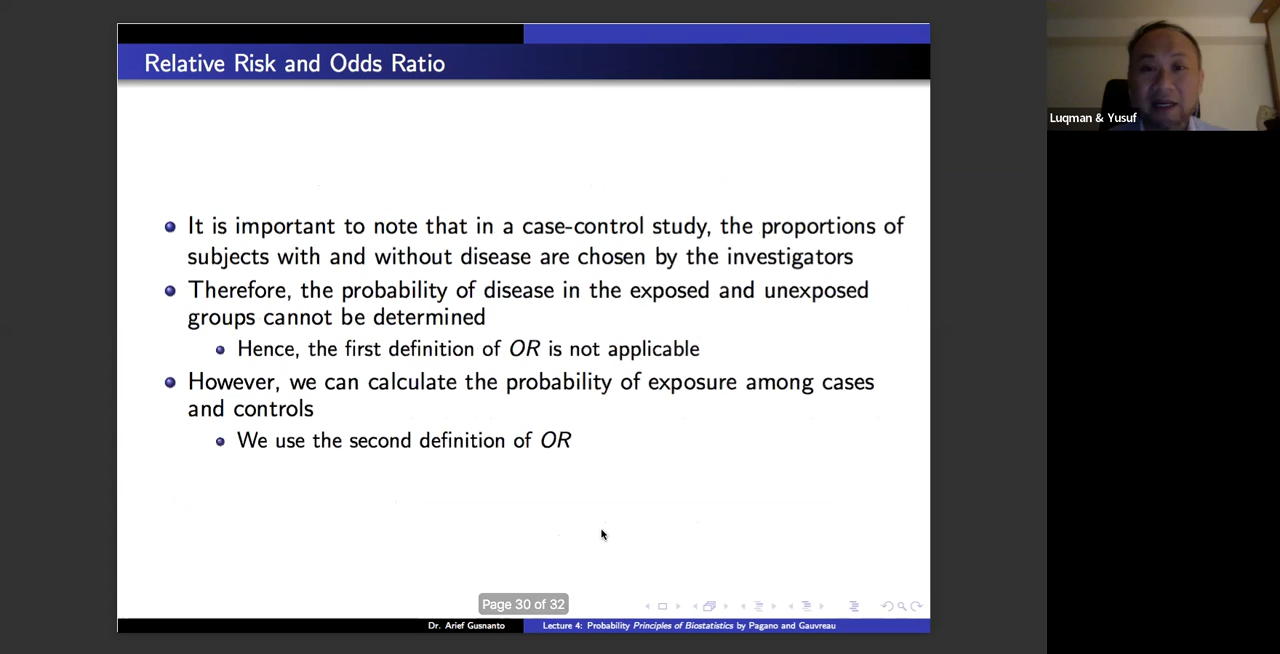 Relative Risk and Odds Ratio
It is important to note that in a case-control study, the proportions of
subjects with and without disease are chosen by the investigators
Therefore, the probability of disease in the exposed and unexposed
groups cannot be determined
Hence, the first definition of OR is not applicable
However, we can calculate the probability of exposure among cases
and controls
We use the second definition of OR
Page 30 of 32
Dr. Arief Gusnanto
Lecture 4: Probability Principles of Biostatistics by Pagano and Gauvreau
Luqman & Yusuf